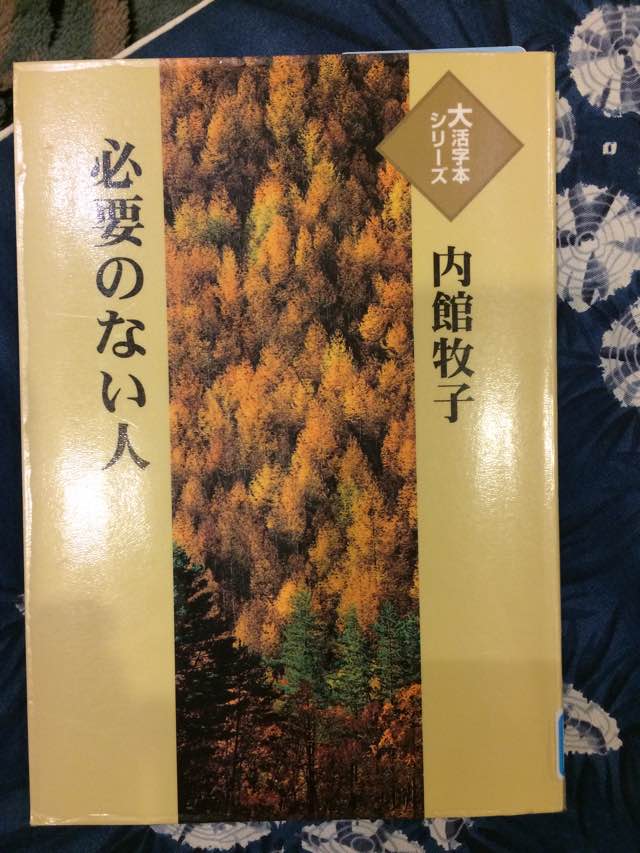 大活字本
シリーズ
内館牧子
必要のない人